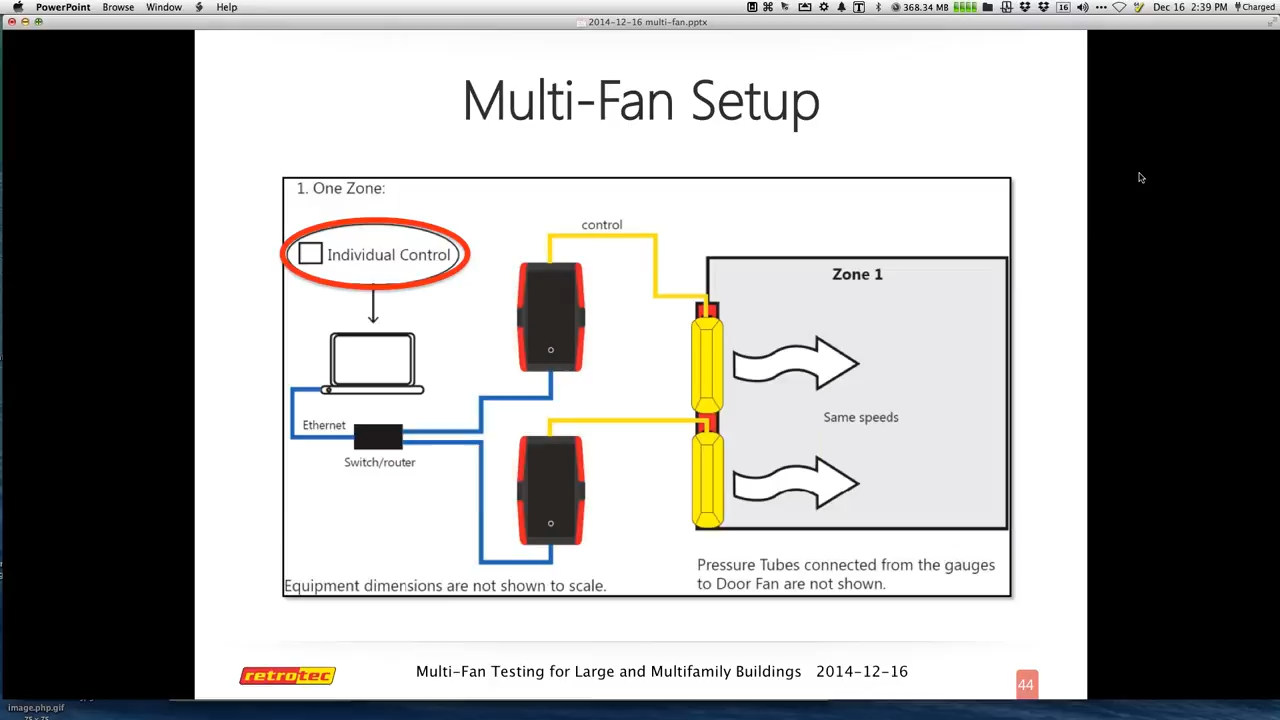 PowerPoint Browse Window Help
368.34 MB
16
Dec 16 2:39 PM
Charged
2014-12-16 multi-fan.pptx
Multi-Fan Setup
1. One Zone:
Individual Control
control
Zone 1
Same speeds
Ethernet
Switch/router
Pressure Tubes connected from the gauges
to Door Fan are not shown.
Equipment dimensions are not shown to scale.
retrotec
Multi-Fan Testing for Large and Multifamily Buildings 2014-12-16
44
image.php.gif